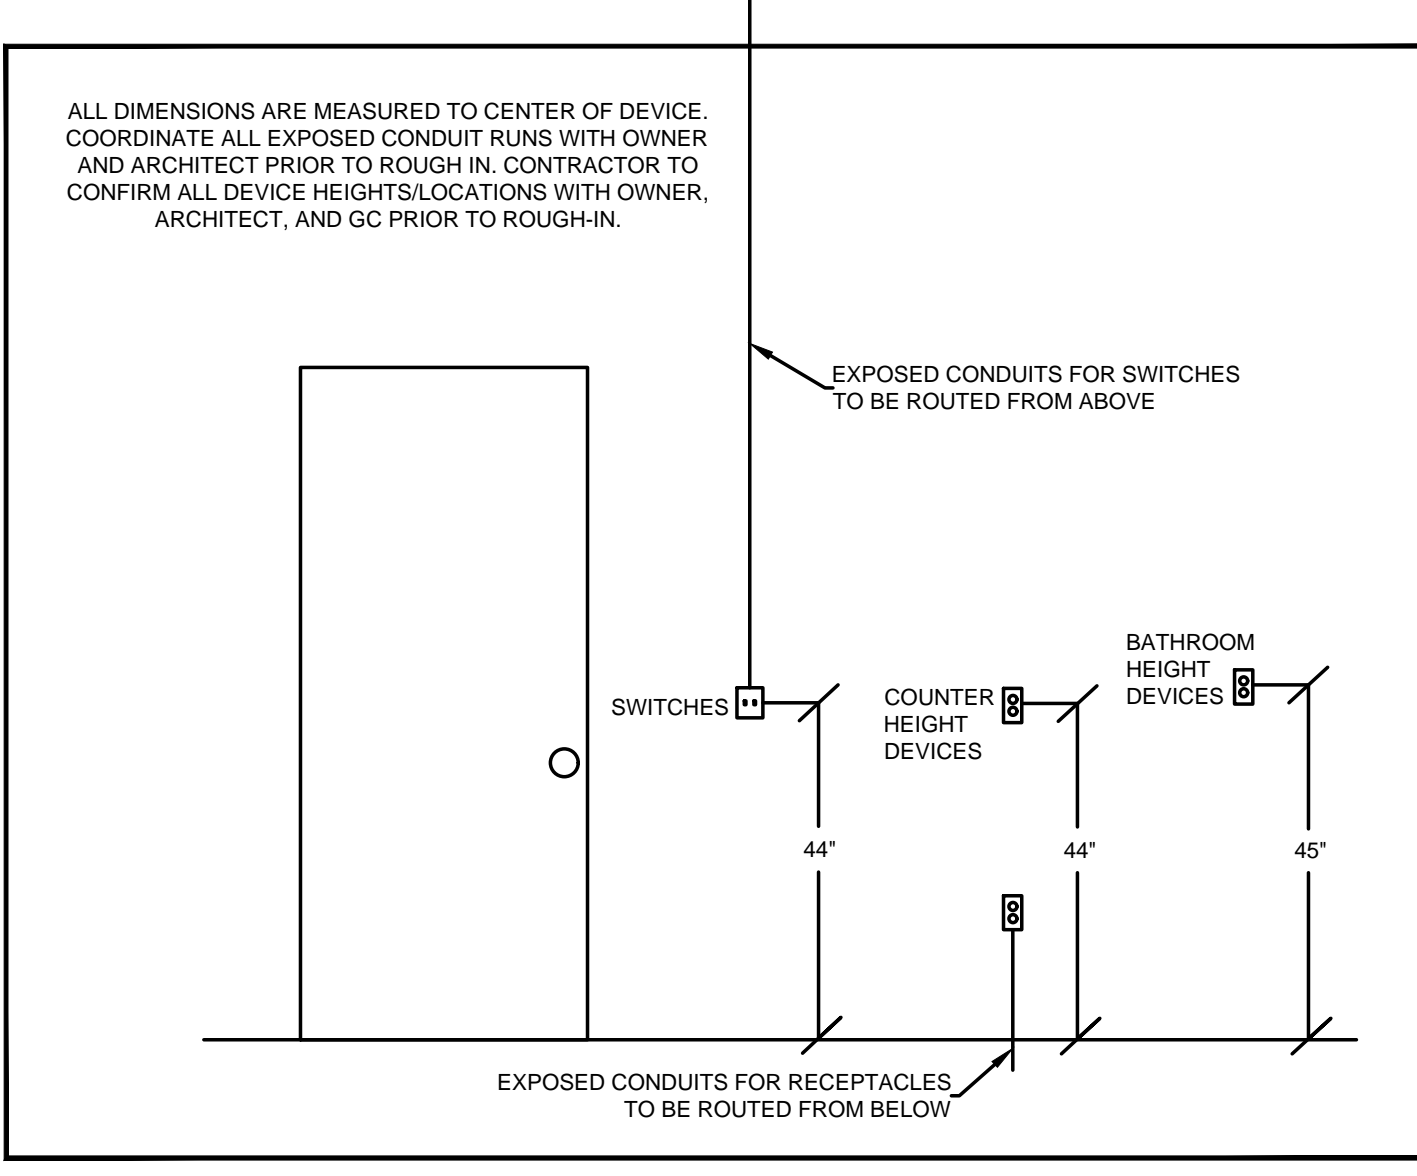 ALL DIMENSIONS ARE MEASURED TO CENTER OF DEVICE.
COORDINATE ALL EXPOSED CONDUIT RUNS WITH OWNER
AND ARCHITECT PRIOR TO ROUGH IN. CONTRACTOR TO
CONFIRM ALL DEVICE HEIGHTS/LOCATIONS WITH OWNER,
ARCHITECT, AND GC PRIOR TO ROUGH-IN.
EXPOSED CONDUITS FOR SWITCHES
TO BE ROUTED FROM ABOVE
SWITCHES
COUNTER
HEIGHT
DEVICES
BATHROOM
HEIGHT
DEVICES
44"
44"
45"
EXPOSED CONDUITS FOR RECEPTACLES
TO BE ROUTED FROM BELOW